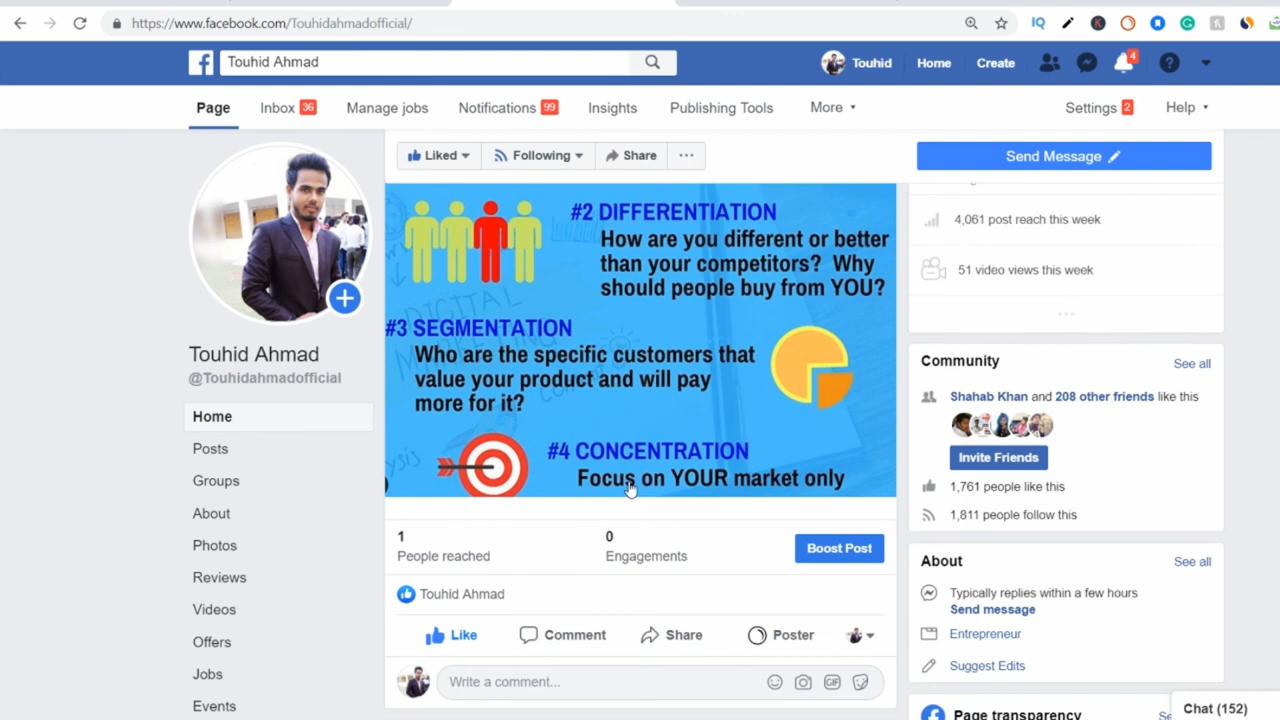 https://www.facebook.com/Touhidahmadofficial/
Touhid Ahmad
Touhid
Home
Create
4
Page
Inbox 36
Manage jobs
Notifications 99
Insights
Publishing Tools
More
Settings 2
Help
Liked
Following
Share
Send Message
Touhid Ahmad
@Touhidahmadofficial
Home
Posts
Groups
About
Photos
Reviews
Videos
Offers
Jobs
Events
#2 DIFFERENTIATION
How are you different or better
than your competitors? Why
should people buy from YOU?
DIGITAL
#3 SEGMENTATION
Who are the specific customers that
value your product and will pay
more for it?
#4 CONCENTRATION
Focus on YOUR market only
1
People reached
0
Engagements
Boost Post
Touhid Ahmad
Like
Comment
Share
Poster
Write a comment...
GIF
4,061 post reach this week
51 video views this week
Community
See all
Shahab Khan and 208 other friends like this
Invite Friends
1,761 people like this
1,811 people follow this
About
See all
Typically replies within a few hours
Send message
Entrepreneur
Suggest Edits
Page transparency
Chat (152)